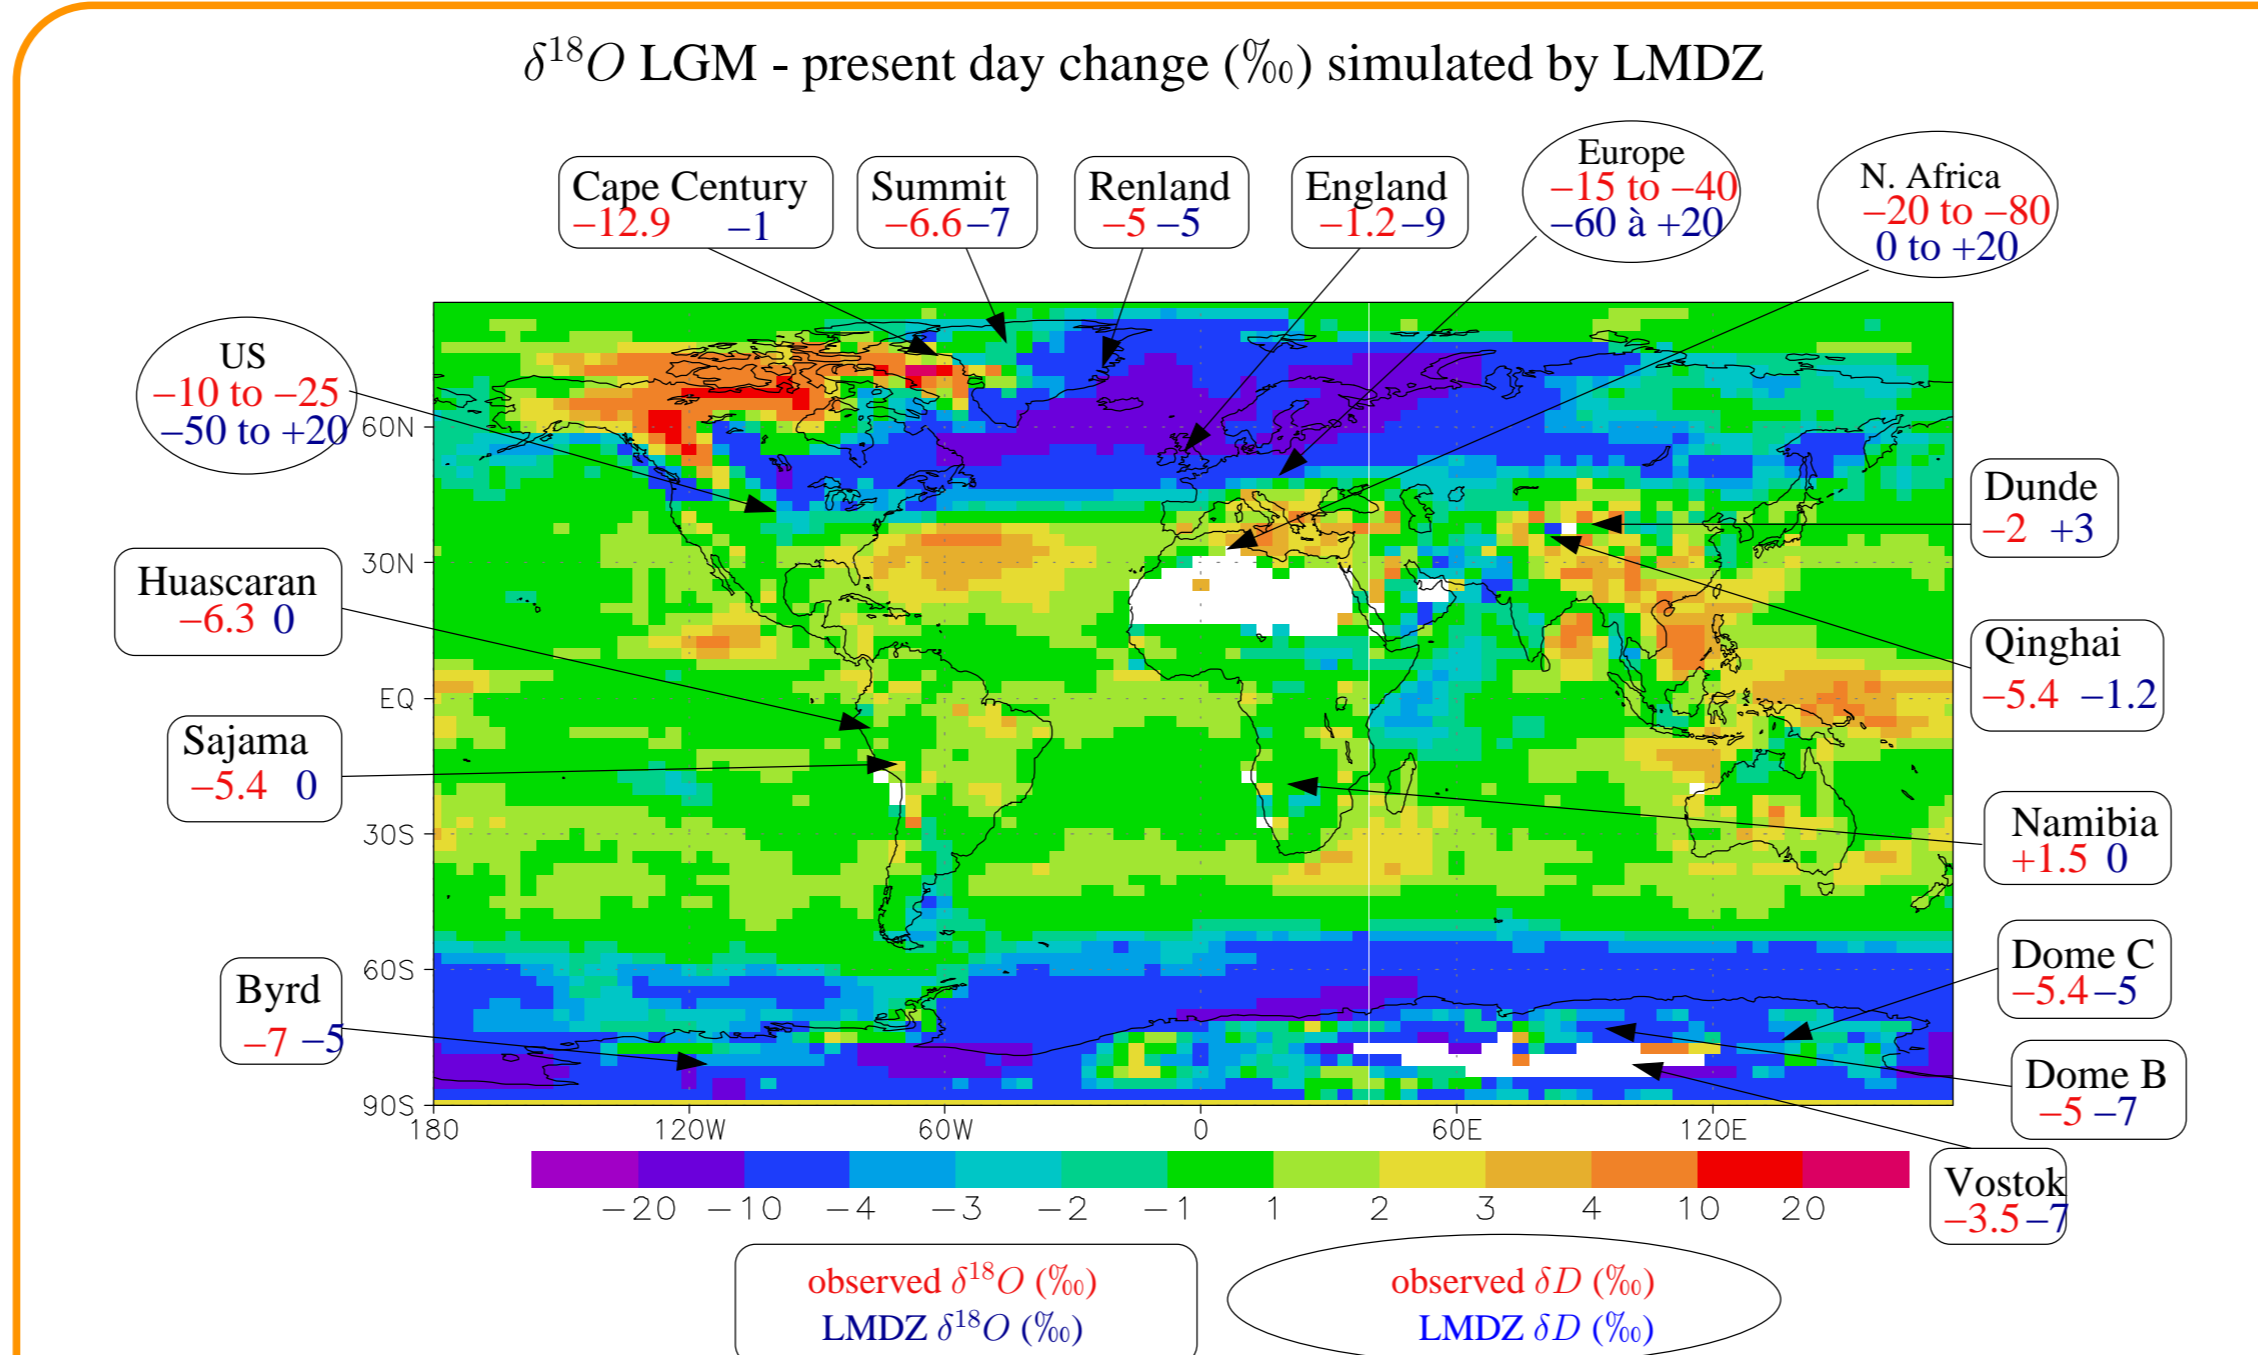 δ¹⁸O LGM - present day change (‰) simulated by LMDZ
Cape Century
−12.9 −1
Summit
−6.6 −7
Renland
−5 −5
England
−1.2 −9
Europe
−15 to −40
−60 à +20
N. Africa
−20 to −80
0 to +20
US
−10 to −25
−50 to +20
Huascaran
−6.3 0
Sajama
−5.4 0
Byrd
−7 −5
Dunde
−2 +3
Qinghai
−5.4 −1.2
Namibia
+1.5 0
Dome C
−5.4 −5
Dome B
−5 −7
Vostok
−3.5 −7
60N
30N
EQ
30S
60S
90S
180 120W 60W 0 60E 120E
−20 −10 −4 −3 −2 −1 1 2 3 4 10 20
observed δ¹⁸O (‰)
LMDZ δ¹⁸O (‰)
observed δD (‰)
LMDZ δD (‰)